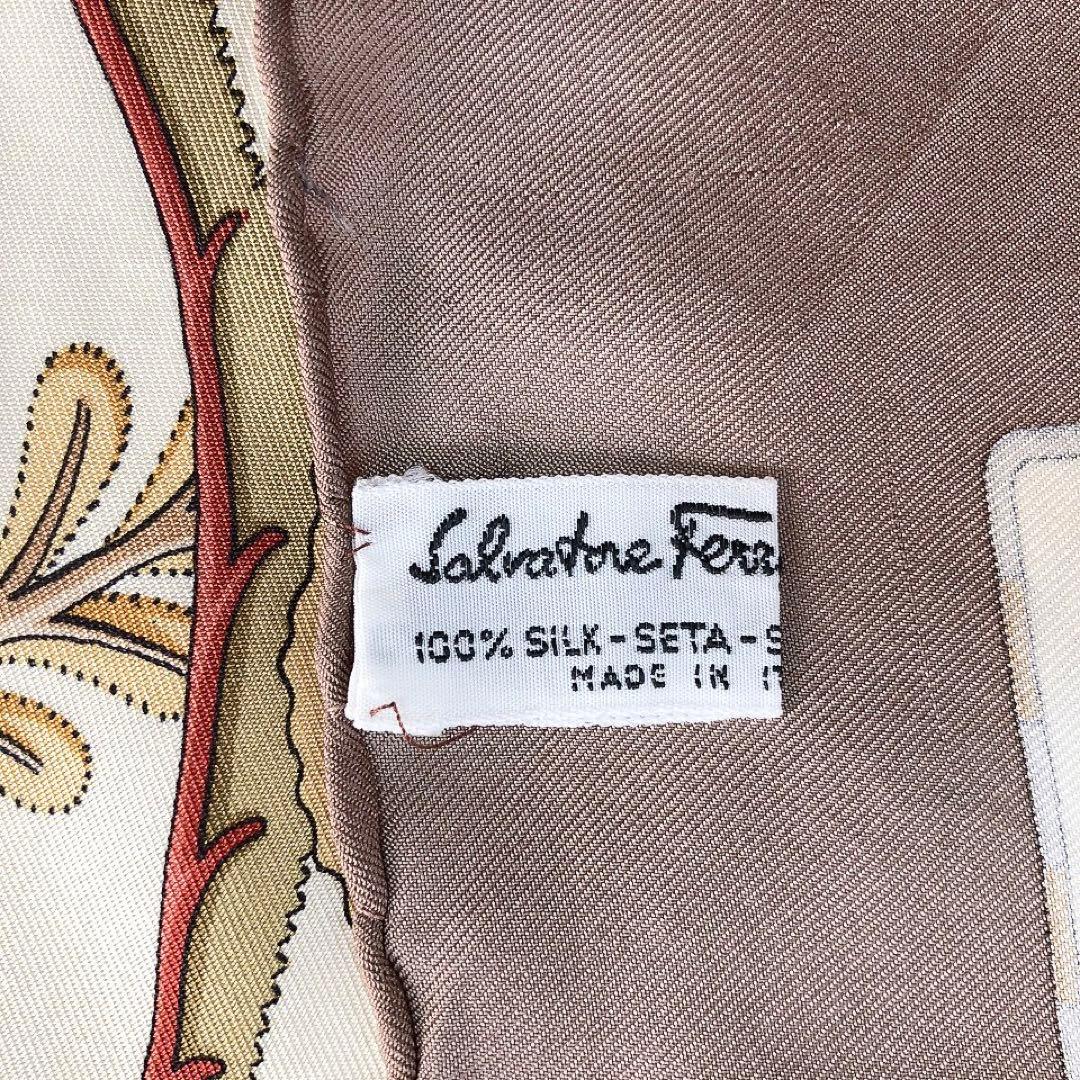 Salvatore Ferr
100% SILK - SETA - S
MADE IN IT